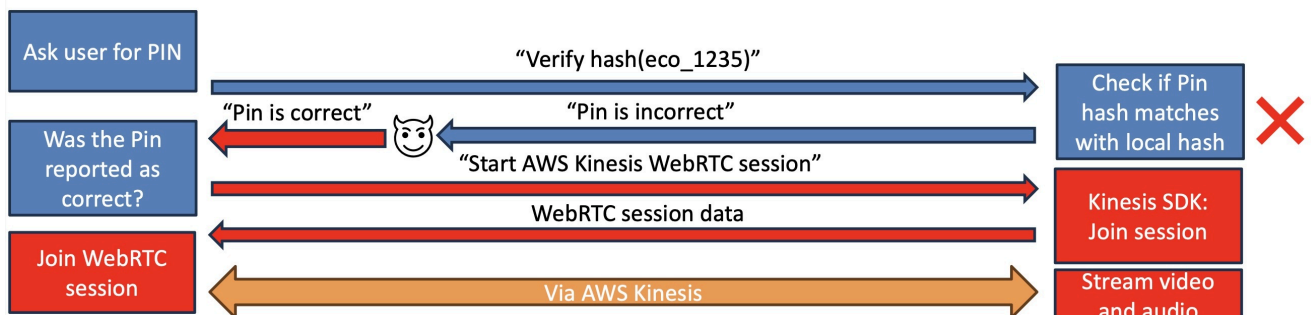 Ask user for PIN
“Verify hash(eco_1235)”
Check if Pin
hash matches
with local hash
“Pin is correct”
“Pin is incorrect”
Was the Pin
reported as
correct?
“Start AWS Kinesis WebRTC session”
Kinesis SDK:
Join session
WebRTC session data
Join WebRTC
session
Via AWS Kinesis
Stream video
and audio